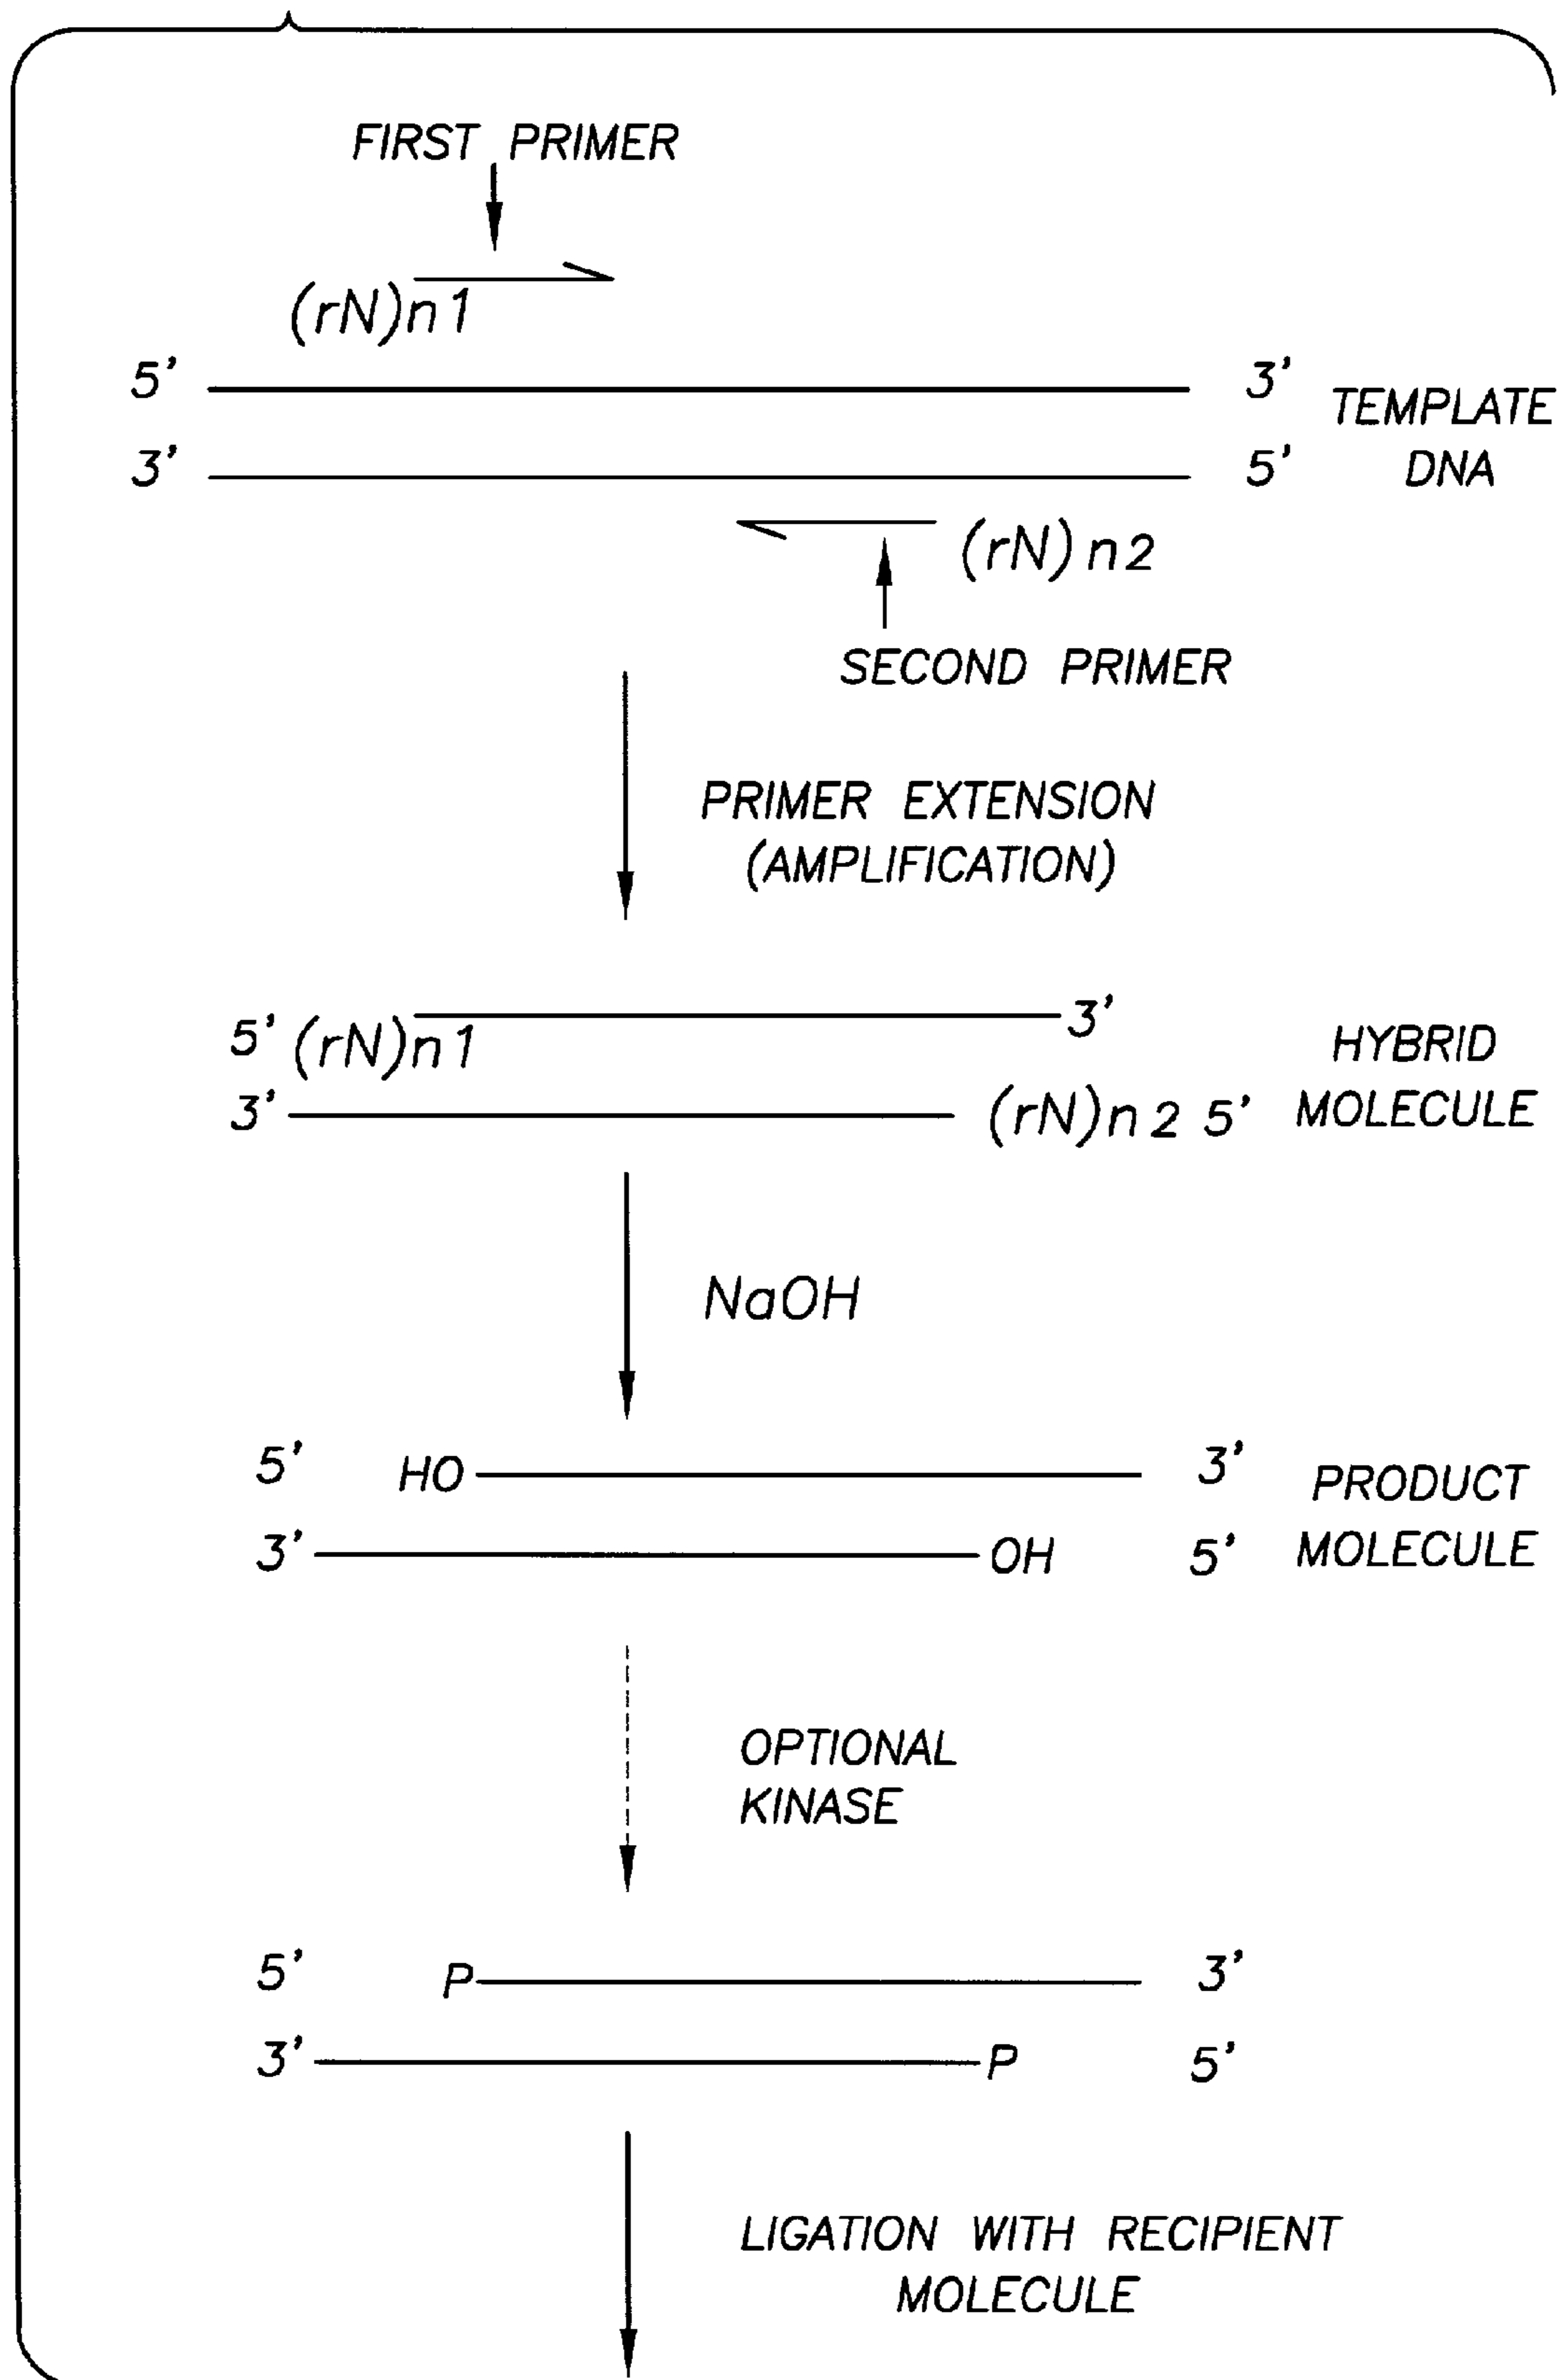 FIRST PRIMER
(rN)n1
5' 3'
TEMPLATE
3' 5'
DNA
(rN)n2
SECOND PRIMER
PRIMER EXTENSION
(AMPLIFICATION)
5' (rN)n1 3'
HYBRID
3' (rN)n2 5'
MOLECULE
NaOH
5' HO 3'
PRODUCT
3' OH 5'
MOLECULE
OPTIONAL
KINASE
5' P 3'
3' P 5'
LIGATION WITH RECIPIENT
MOLECULE